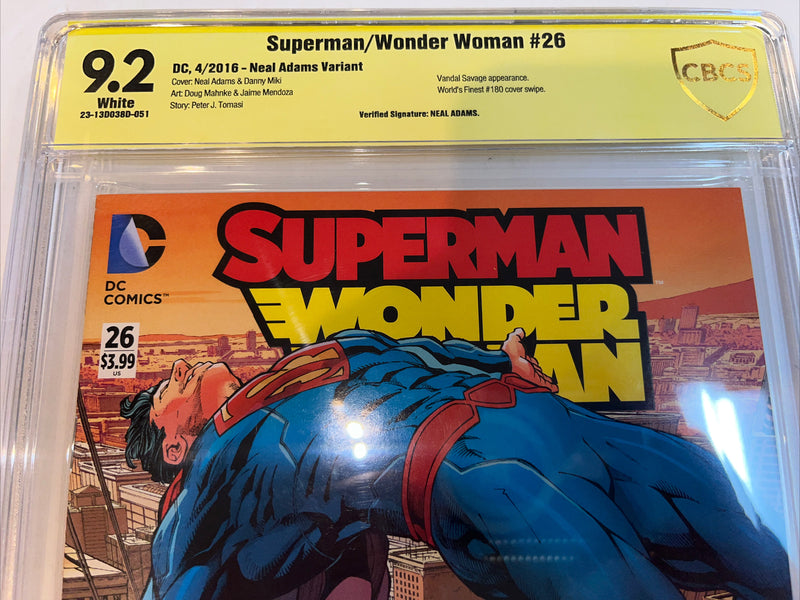 Superman/Wonder Woman #26
9.2
White
23-13D038D-051
DC, 4/2016 – Neal Adams Variant
Cover: Neal Adams & Danny Miki
Art: Doug Mahnke & Jaime Mendoza
Story: Peter J. Tomasi
Vandal Savage appearance.
World's Finest #180 cover swipe.
Verified Signature: NEAL ADAMS.
CBCS
DC
DC
COMICS™
SUPERMAN
WONDER
26
$3.99
US